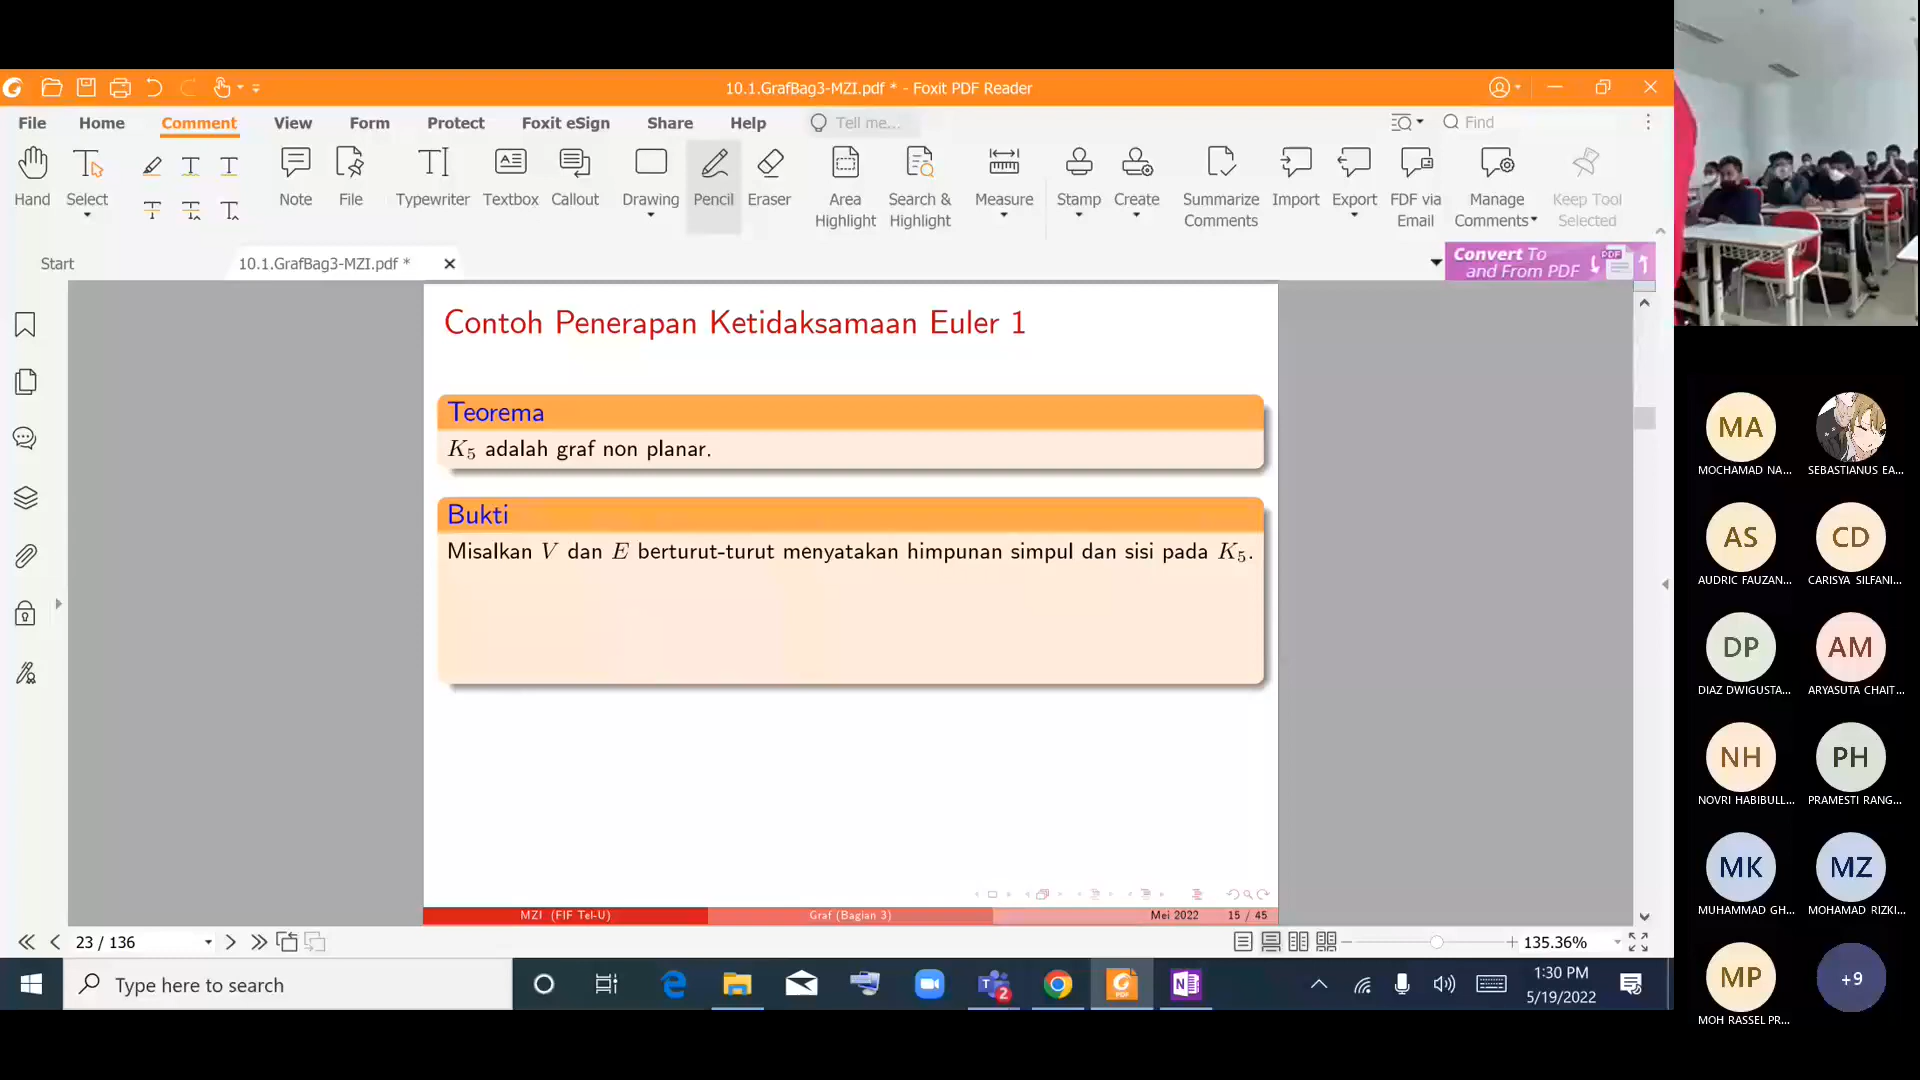 10.1.GrafBag3-MZI.pdf * - Foxit PDF Reader
File Home Comment View Form Protect Foxit eSign Share Help Tell me... Find
Hand Select Note File Typewriter Textbox Callout Drawing Pencil Eraser Area Highlight Search & Highlight Measure Stamp Create Summarize Comments Import Export FDF via Email Manage Comments Keep Tool Selected
Start 10.1.GrafBag3-MZI.pdf *
Convert To
and From PDF
PDF
Contoh Penerapan Ketidaksamaan Euler 1
Teorema
K₅ adalah graf non planar.
Bukti
Misalkan V dan E berturut-turut menyatakan himpunan simpul dan sisi pada K₅.
MZI (FIF Tel-U) Graf (Bagian 3) Mei 2022 15 / 45
23 / 136 135.36%
Type here to search
2
1:30 PM
5/19/2022
MA
MOCHAMAD NA... SEBASTIANUS EA...
AS CD
AUDRIC FAUZAN... CARISYA SILFANI...
DP AM
DIAZ DWIGUSTA... ARYASUTA CHAIT...
NH PH
NOVRI HABIBULL... PRAMESTI RANG...
MK MZ
MUHAMMAD GH... MOHAMAD RIZKI...
MP +9
MOH RASSEL PR...